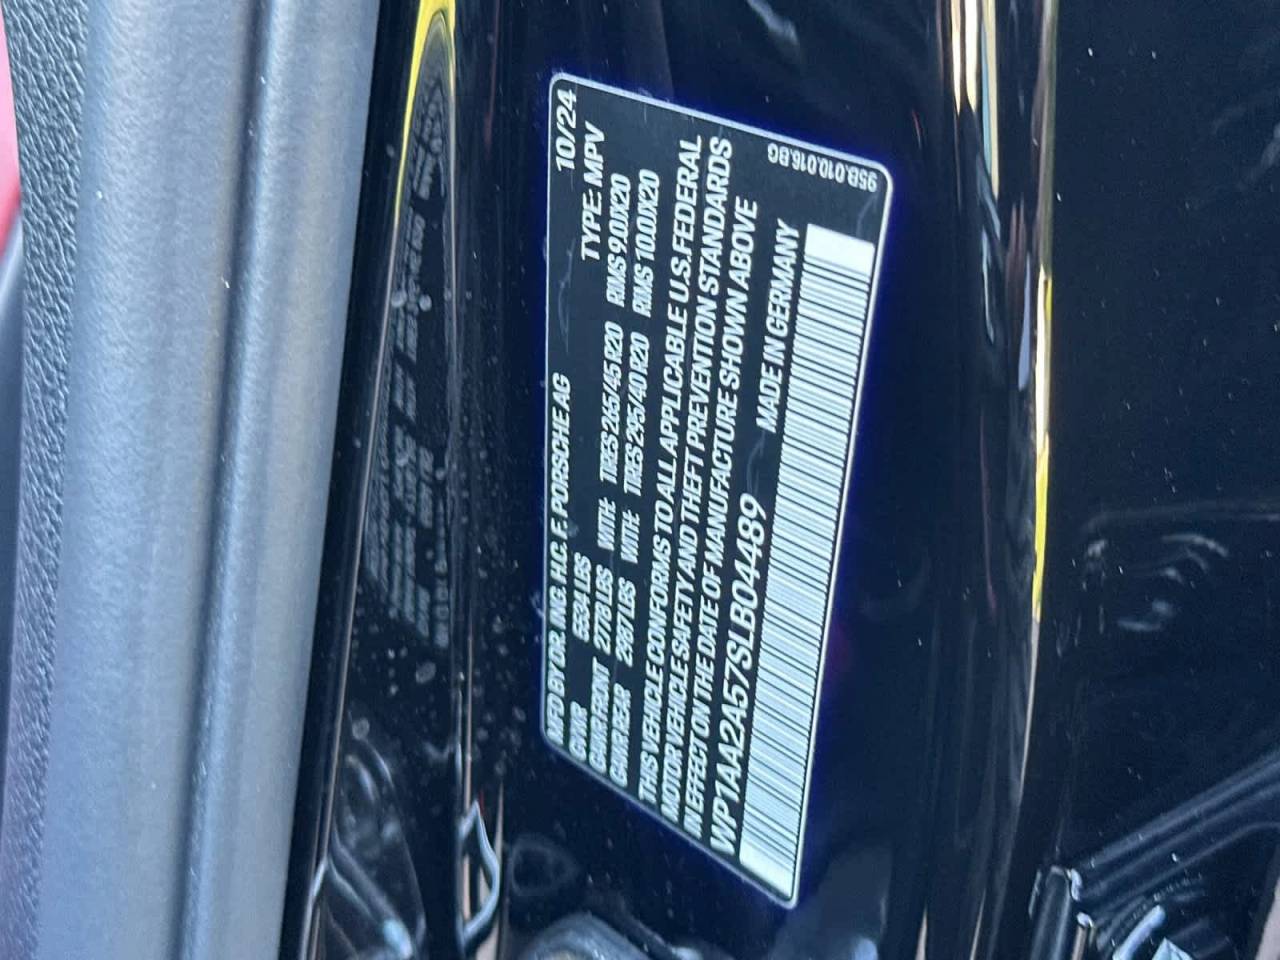 MFD BY DR. ING. H.C. F. PORSCHE AG 10/24
GVWR 5534 LBS TYPE: MPV
GAWR FRONT 2778 LBS WITH: TIRES 265/45 R20 RIMS 9.0JX20
GAWR REAR 2987 LBS WITH: TIRES 295/40 R20 RIMS 10.0JX20
THIS VEHICLE CONFORMS TO ALL APPLICABLE U.S. FEDERAL
MOTOR VEHICLE SAFETY AND THEFT PREVENTION STANDARDS
IN EFFECT ON THE DATE OF MANUFACTURE SHOWN ABOVE
WP1AA2A57SLB04489 MADE IN GERMANY
95B.010.016.BG